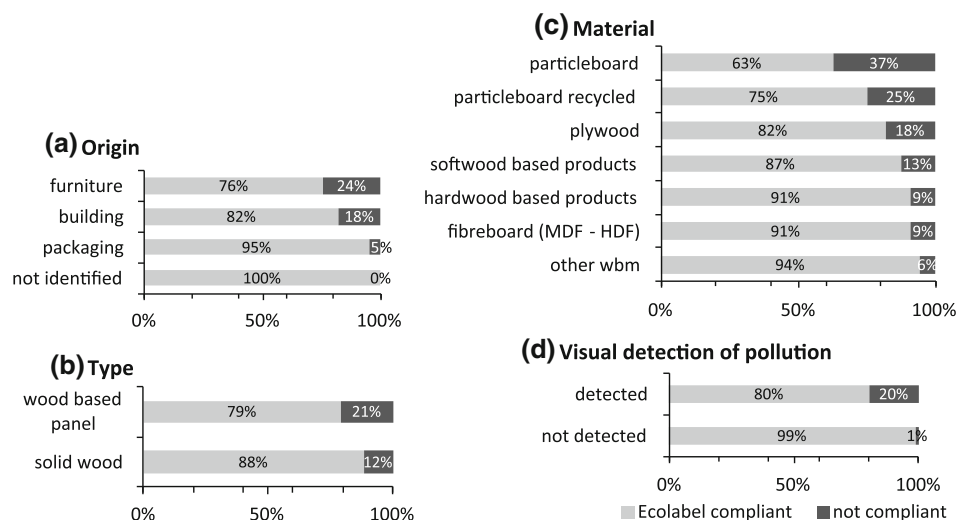 (a) Origin
furniture 76% 24%
building 82% 18%
packaging 95% 5%
not identified 100% 0%
0% 50% 100%
(b) Type
wood based
panel
79% 21%
solid wood 88% 12%
0% 50% 100%
(c) Material
particleboard 63% 37%
particleboard recycled 75% 25%
plywood 82% 18%
softwood based products 87% 13%
hardwood based products 91% 9%
fibreboard (MDF - HDF) 91% 9%
other wbm 94% 6%
0% 50% 100%
(d) Visual detection of pollution
detected 80% 20%
not detected 99% 1%
0% 50% 100%
Ecolabel compliant not compliant